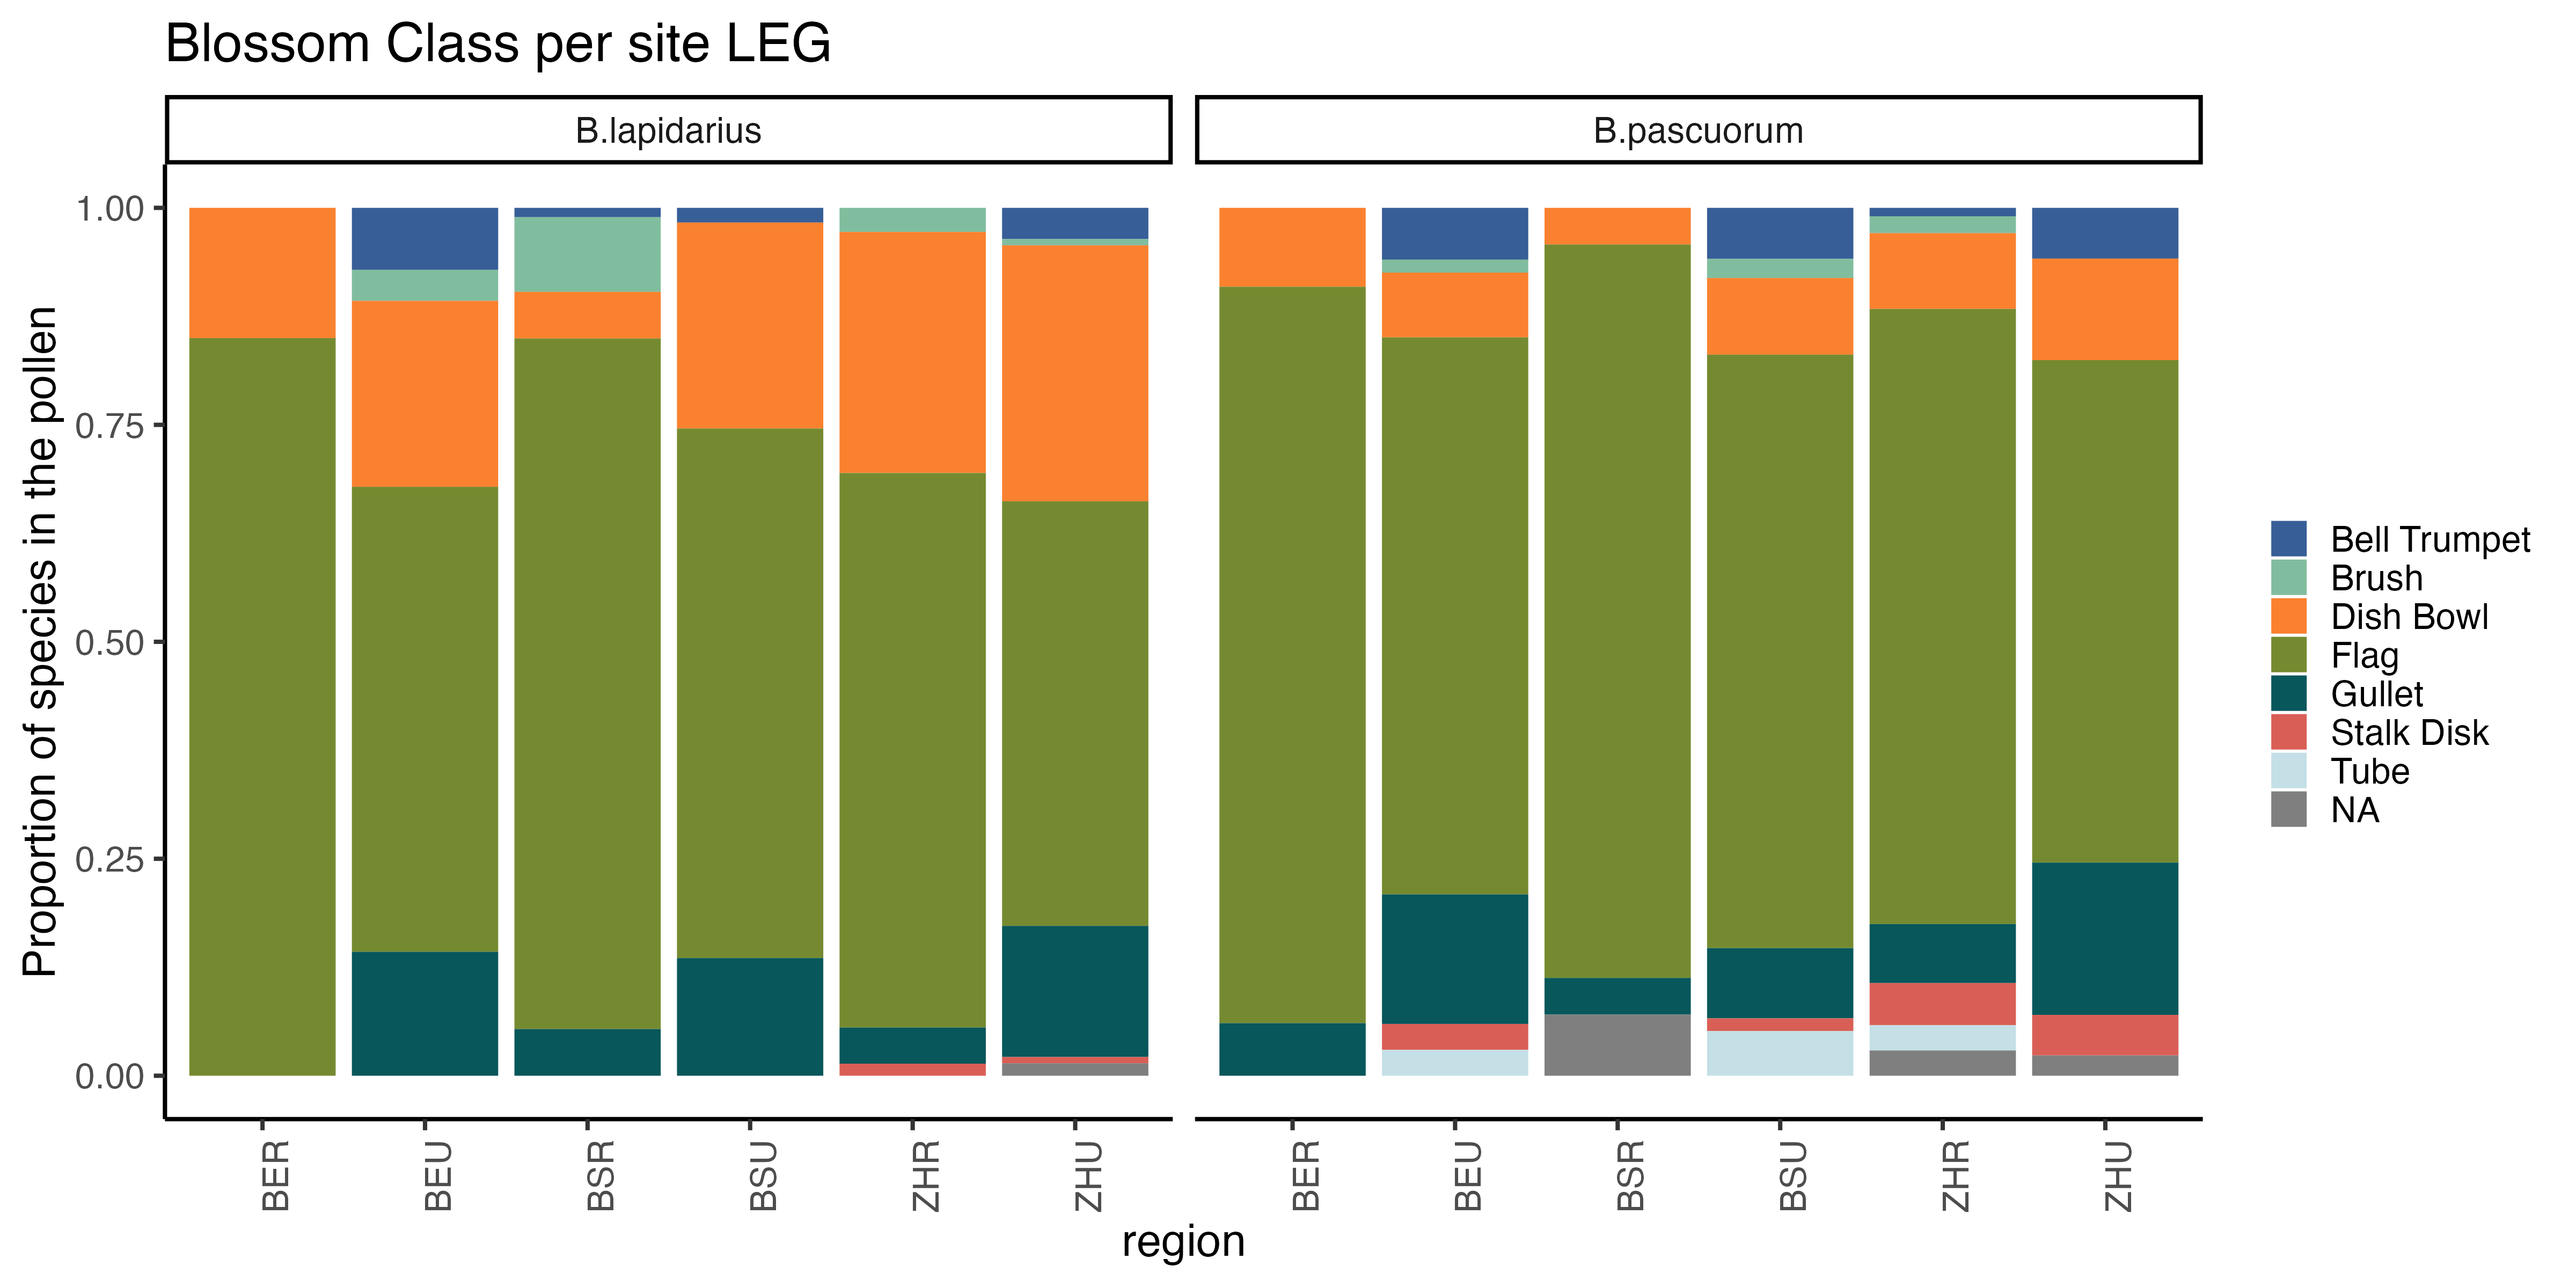 Blossom Class per site LEG
B.lapidarius
B.pascuorum
Proportion of species in the pollen
1.00
0.75
0.50
0.25
0.00
BER
BEU
BSR
BSU
ZHR
ZHU
BER
BEU
BSR
BSU
ZHR
ZHU
region
Bell Trumpet
Brush
Dish Bowl
Flag
Gullet
Stalk Disk
Tube
NA